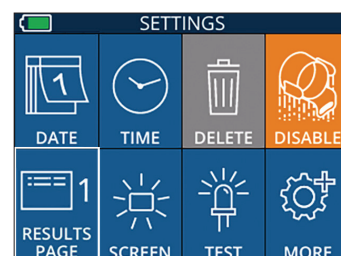 SETTINGS
1
DATE
TIME
DELETE
DISABLE
1
RESULTS
PAGE
SCREEN
TEST
MORE